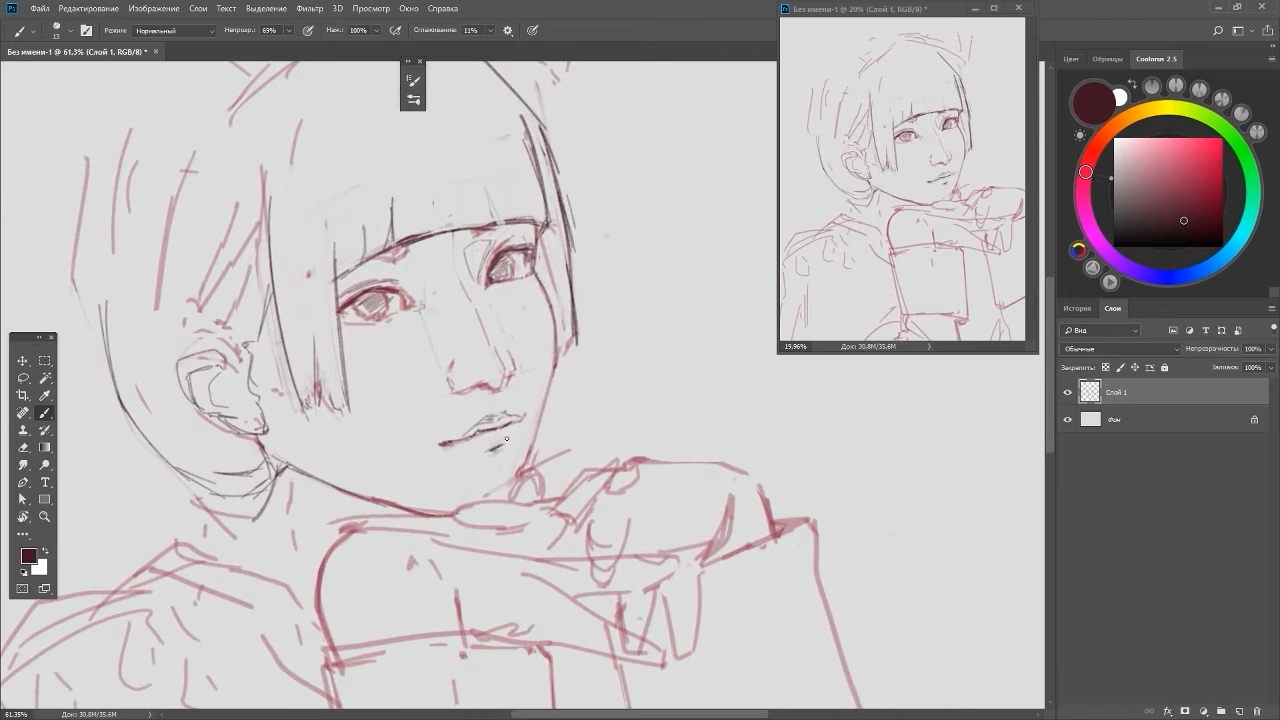 Ps Файл Редактирование Изображение Слои Текст Выделение Фильтр 3D Просмотр Окно Справка
13 Режим: Нормальный Непрозр.: 69% Наж.: 100% Сглаживание: 11%
Без имени-1 @ 61,3% (Слой 1, RGB/8) *
Ps Без имени-1 @ 20% (Слой 1, RGB/8) *
19.96% Док: 30,8M/35,6M
Цвет Образцы Coolorus 2.5
История Слои
Вид
Обычные Непрозрачность: 100%
Закрепить: Заливка: 100%
Слой 1
Фон
61.35% Док: 30,8M/35,6M